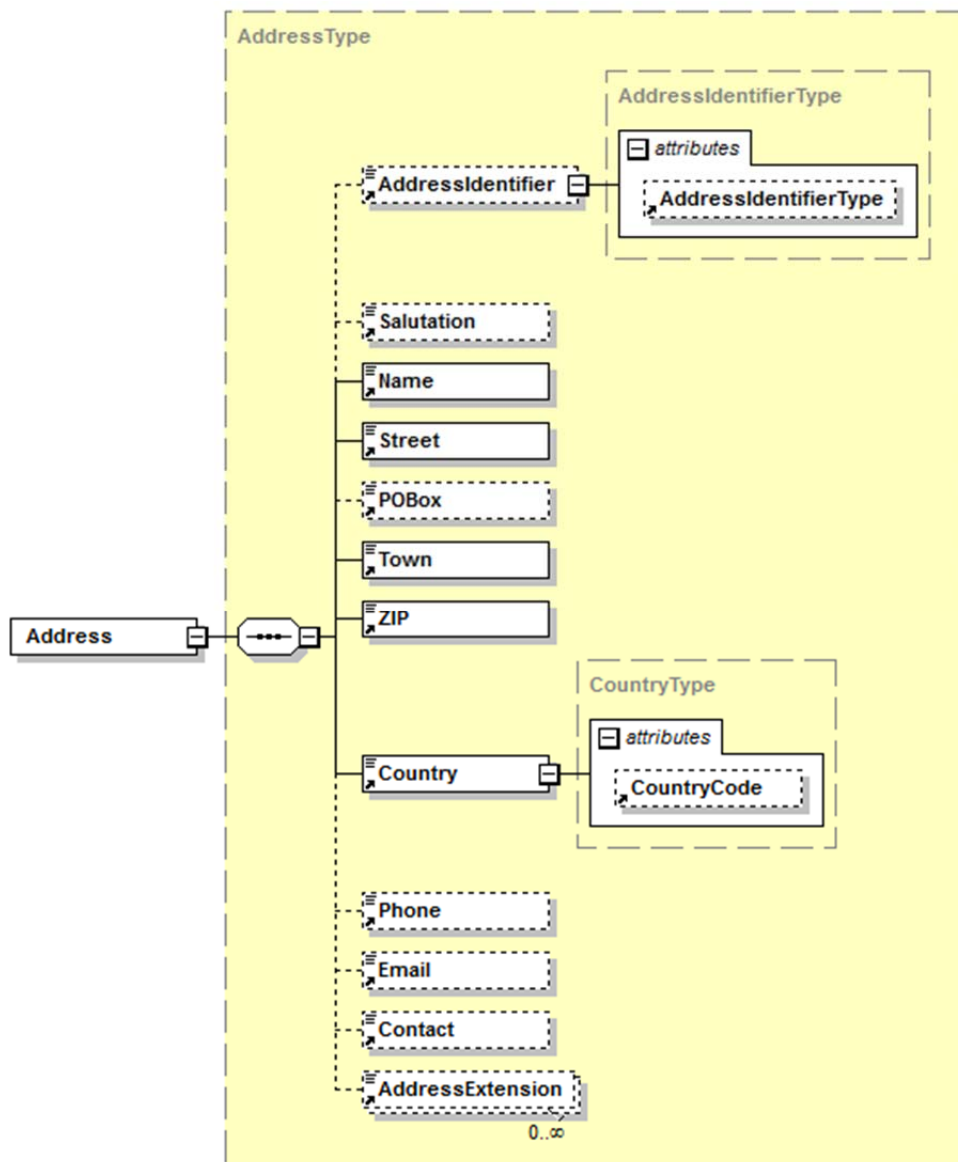 AddressType
AddressIdentifierType
attributes
AddressIdentifier
AddressIdentifierType
Salutation
Name
Street
POBox
Town
ZIP
Address
CountryType
attributes
Country
CountryCode
Phone
Email
Contact
AddressExtension
0..∞